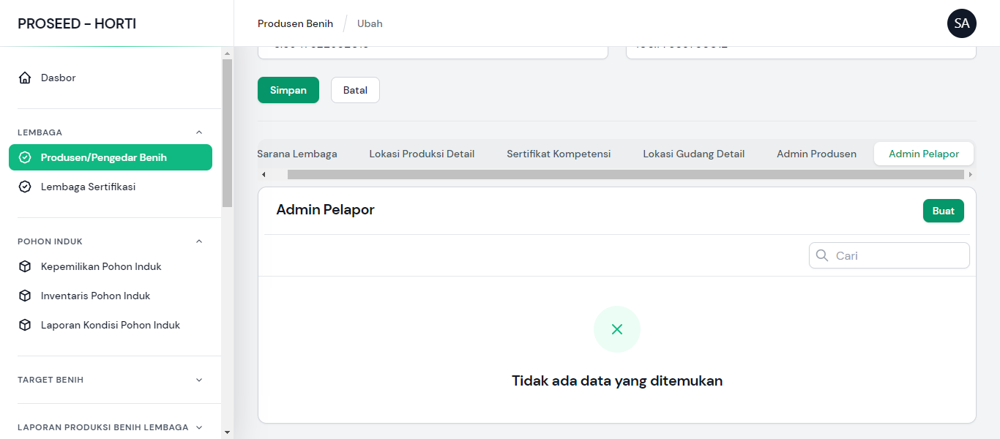 PROSEED - HORTI
Produsen Benih
Ubah
SA
Dasbor
LEMBAGA
Produsen/Pengedar Benih
Lembaga Sertifikasi
POHON INDUK
Kepemilikan Pohon Induk
Inventaris Pohon Induk
Laporan Kondisi Pohon Induk
TARGET BENIH
LAPORAN PRODUKSI BENIH LEMBAGA
Simpan
Batal
Sarana Lembaga
Lokasi Produksi Detail
Sertifikat Kompetensi
Lokasi Gudang Detail
Admin Produsen
Admin Pelapor
Admin Pelapor
Buat
Cari
Tidak ada data yang ditemukan